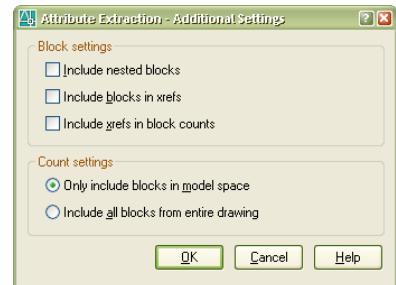 Attribute Extraction - Additional Settings
Block settings
Include nested blocks
Include blocks in xrefs
Include xrefs in block counts
Count settings
Only include blocks in model space
Include all blocks from entire drawing
OK Cancel Help